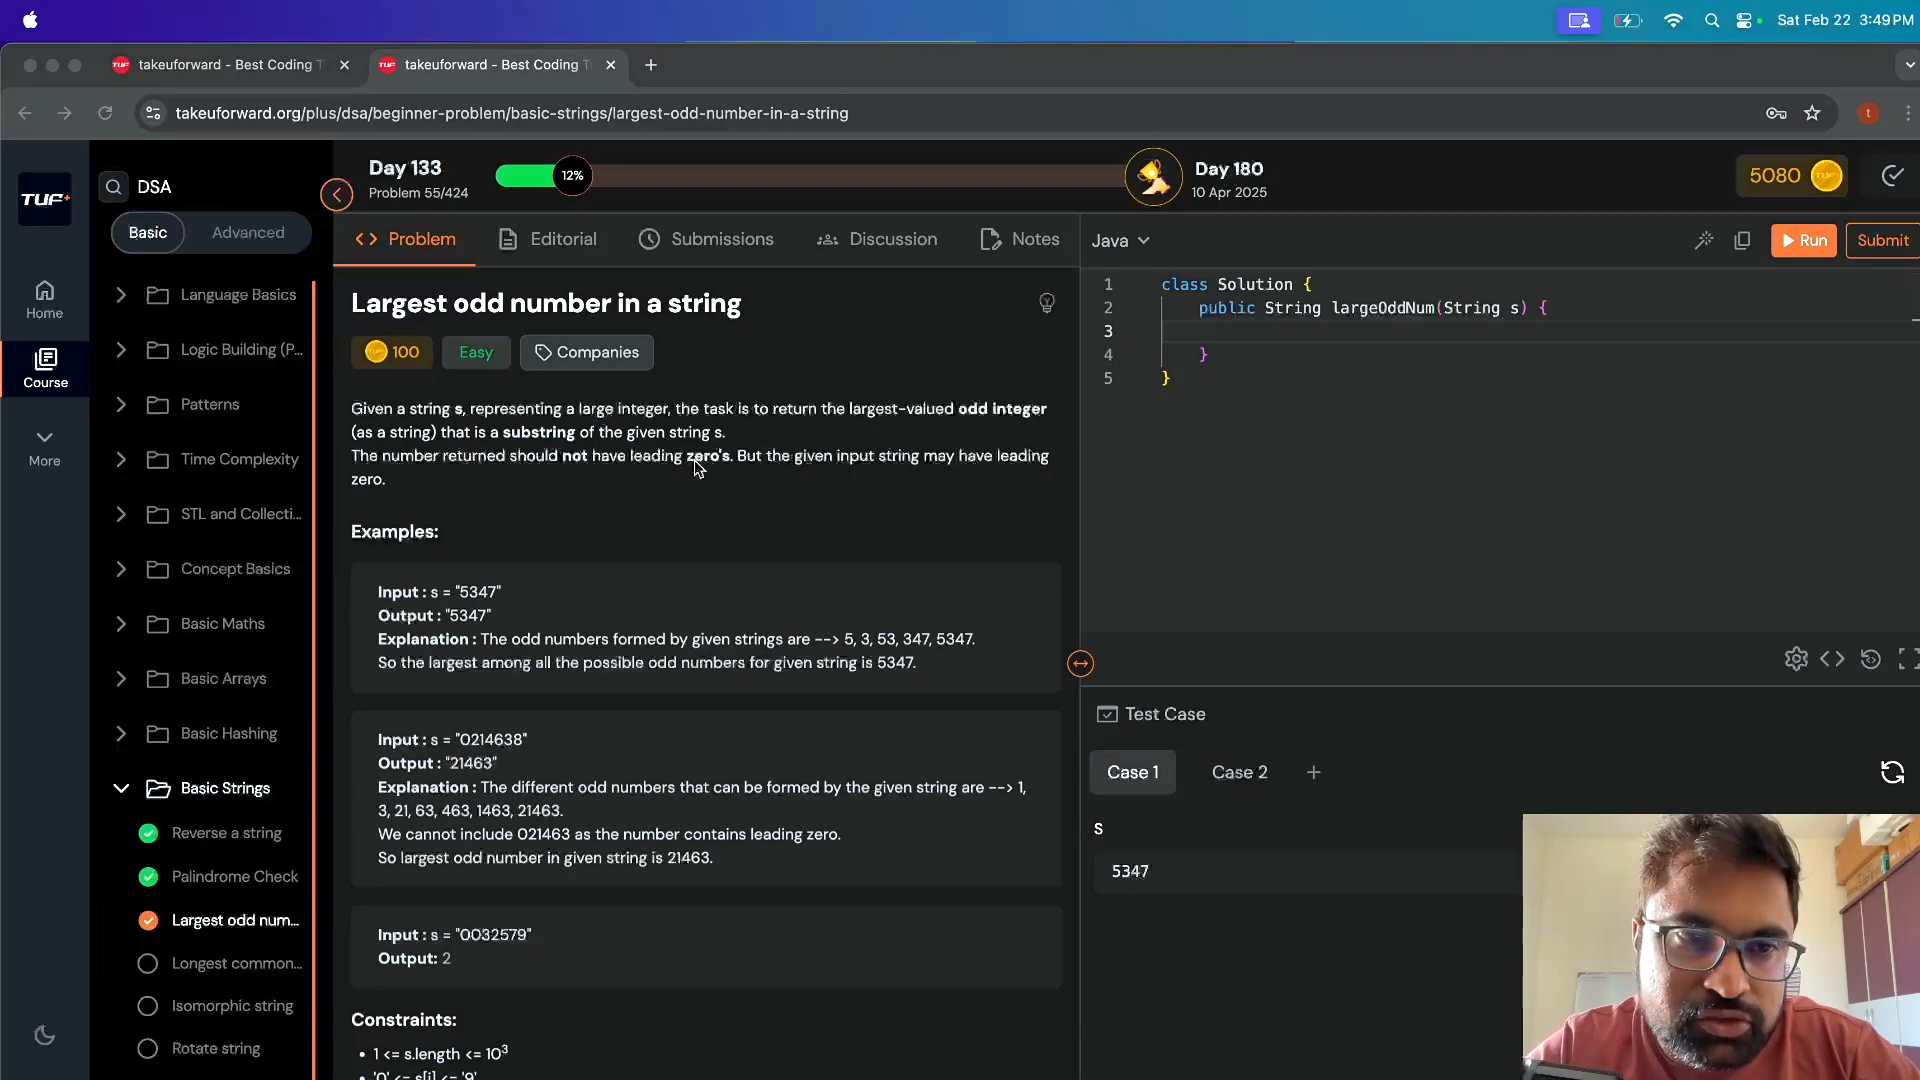 Sat Feb 22 3:49 PM
takeuforward - Best Coding T
takeuforward - Best Coding T
takeuforward.org/plus/dsa/beginner-problem/basic-strings/largest-odd-number-in-a-string
t
TUF+
DSA
Basic
Advanced
Home
Course
More
Language Basics
Logic Building (P...
Patterns
Time Complexity
STL and Collecti...
Concept Basics
Basic Maths
Basic Arrays
Basic Hashing
Basic Strings
Reverse a string
Palindrome Check
Largest odd num...
Longest common...
Isomorphic string
Rotate string
Day 133
Problem 55/424
12%
Day 180
10 Apr 2025
5080
Problem
Editorial
Submissions
Discussion
Notes
Largest odd number in a string
100
Easy
Companies
Given a string s, representing a large integer, the task is to return the largest-valued odd integer
(as a string) that is a substring of the given string s.
The number returned should not have leading zero's. But the given input string may have leading
zero.
Examples:
Input : s = "5347"
Output : "5347"
Explanation : The odd numbers formed by given strings are --> 5, 3, 53, 347, 5347.
So the largest among all the possible odd numbers for given string is 5347.
Input : s = "0214638"
Output : "21463"
Explanation : The different odd numbers that can be formed by the given string are --> 1,
3, 21, 63, 463, 1463, 21463.
We cannot include 021463 as the number contains leading zero.
So largest odd number in given string is 21463.
Input : s = "0032579"
Output: 2
Constraints:
• 1 <= s.length <= 10³
• '0' <= s[i] <= '9'
Java
Run
Submit
1 class Solution {
2 public String largeOddNum(String s) {
3
4 }
5 }
Test Case
Case 1
Case 2
s
5347